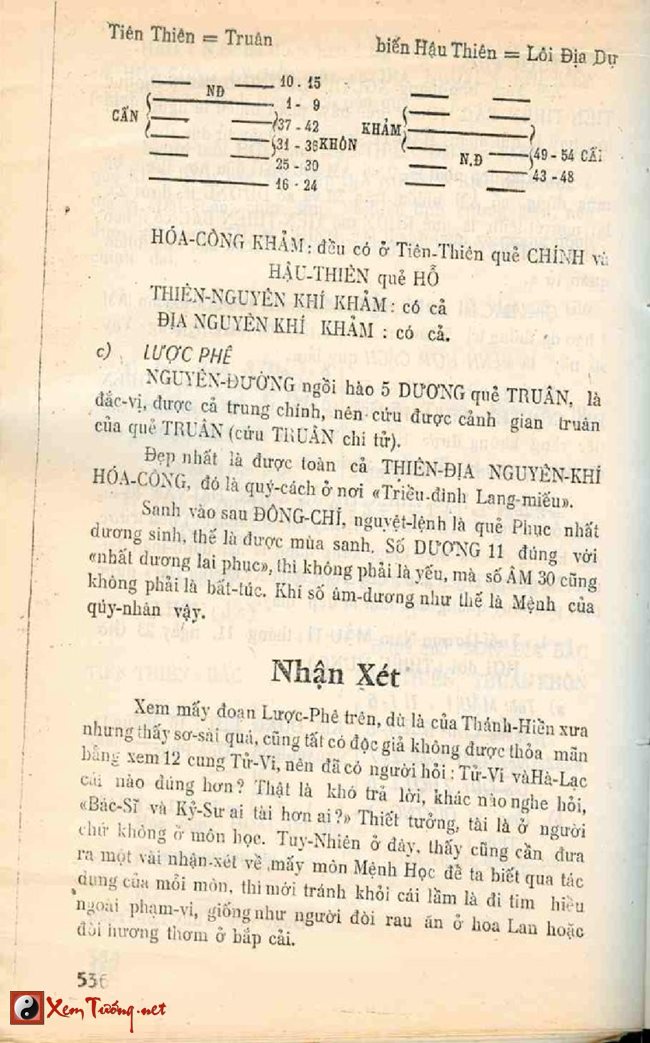 Tiên Thiên = Truân
biến Hậu Thiên = Lôi Địa Dự
NĐ 10 - 15
1 - 9
CẤN
37 - 42
31 - 36 KHÔN
25 - 30
16 - 24
KHẢM
N.Đ
49 - 54 CẤI
43 - 48
HÓA-CÔNG KHẢM : đều có ở Tiên-Thiên quẻ CHÍNH và
HẬU-THIÊN quẻ HỖ
THIÊN-NGUYÊN KHÍ KHẢM : có cả
ĐỊA NGUYÊN KHÍ KHẢM : có cả.
c) LƯỢC PHÊ
NGUYÊN-ĐƯỜNG ngồi hào 5 DƯƠNG quẻ TRUÂN, là
đắc-vị, được cả trung chính, nên cứu được cảnh gian truân
của quẻ TRUÂN (cứu TRUÂN chi tử).
Đẹp nhất là được toàn cả THIÊN-ĐỊA NGUYÊN-KHÍ
HÓA-CÔNG, đó là quý-cách ở nơi «Triều-đình Lang-miếu».
Sanh vào sau ĐÔNG-CHÍ, nguyệt-lệnh là quẻ Phục nhất
dương sinh, thế là được mùa sanh. Số DƯƠNG 11 đúng với
«nhất dương lai phục», thì không phải là yếu, mà số ÂM 30 cũng
không phải là bất-túc. Khí số âm-dương như thế là Mệnh của
qúy-nhân vậy.
Nhận Xét
Xem mấy đoạn Lược-Phê trên, dù là của Thánh-Hiền xưa
nhưng thấy sơ-sài quá, cũng tất có độc giả không được thỏa mãn
bằng xem 12 cung Tử-Vi, nên đã có người hỏi : Tử-Vi vàHà-Lạc
cái nào đúng hơn ? Thật là khó trả lời, khác nào nghe hỏi,
«Bác-Sĩ và Kỹ-Sư ai tài hơn ai ?» Thiết tưởng, tài là ở người
chứ không ở môn học. Tuy-Nhiên ở đây, thấy cũng cần đưa
ra một vài nhận-xét về mấy môn Mệnh Học để ta biết qua tác
dụng của mỗi môn, thì mới tránh khỏi cái lầm là đi tìm hiểu
ngoài phạm-vi, giống như người đòi rau ăn ở hoa Lan hoặc
đòi hương thơm ở bắp cải.
536
XemTướng.net